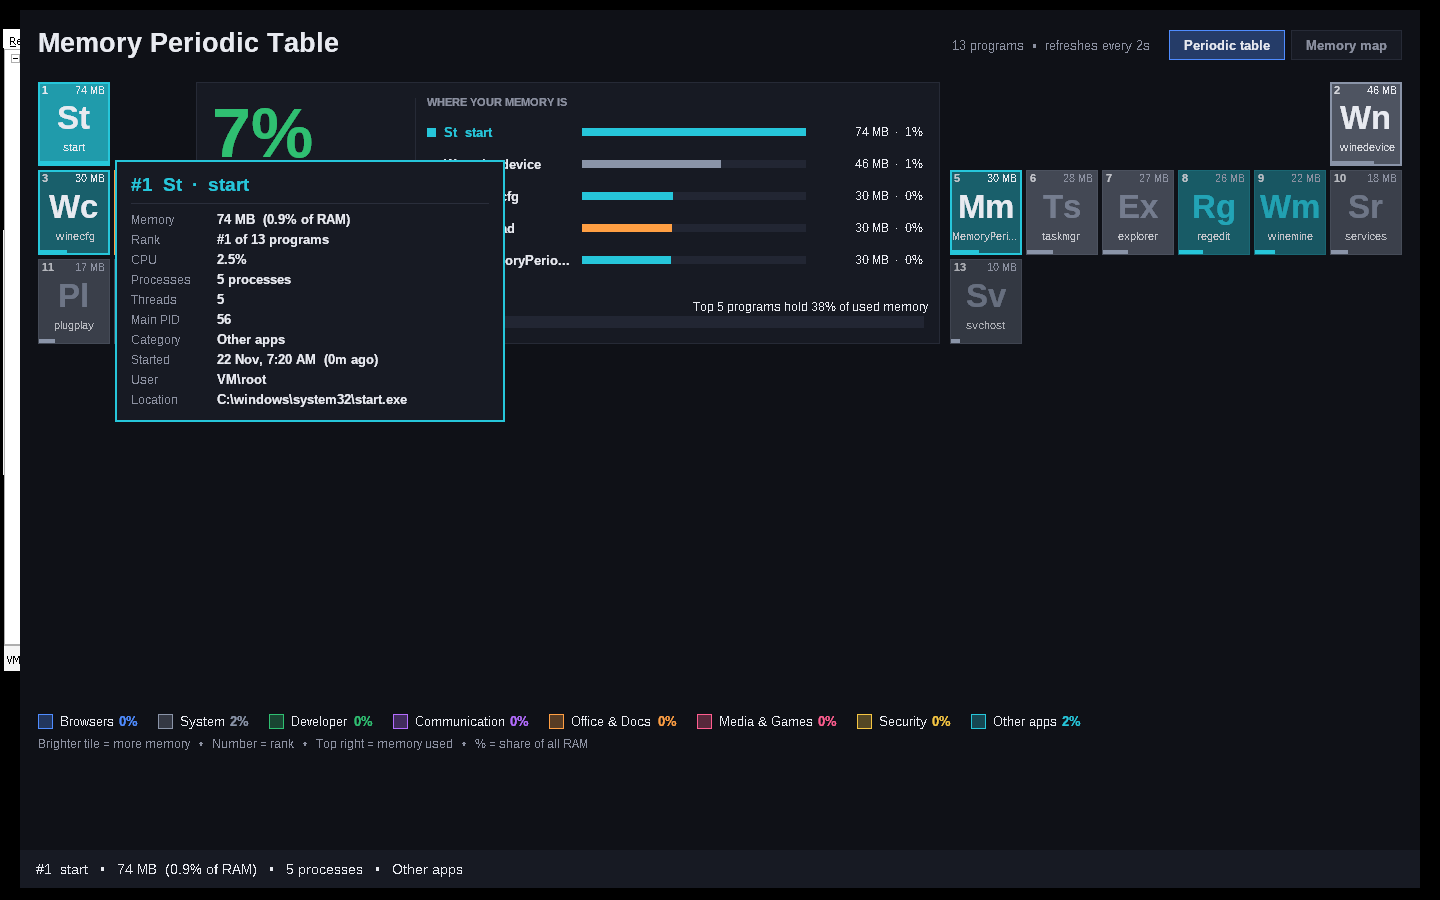 Memory Periodic Table
13 programs • refreshes every 2s
Periodic table
Memory map
1 74 MB
St
start
7%
WHERE YOUR MEMORY IS
St start 74 MB · 1%
46 MB · 1%
30 MB · 0%
30 MB · 0%
30 MB · 0%
Top 5 programs hold 38% of used memory
2 46 MB
Wn
winedevice
3 30 MB
Wc
winecfg
5 30 MB
Mm
MemoryPeri...
6 28 MB
Ts
taskmgr
7 27 MB
Ex
explorer
8 26 MB
Rg
regedit
9 22 MB
Wm
winemine
10 18 MB
Sr
services
11 17 MB
Pl
plugplay
13 10 MB
Sv
svchost
#1 St · start
Memory 74 MB (0.9% of RAM)
Rank #1 of 13 programs
CPU 2.5%
Processes 5 processes
Threads 5
Main PID 56
Category Other apps
Started 22 Nov, 7:20 AM (0m ago)
User VM\root
Location C:\windows\system32\start.exe
Browsers 0% System 2% Developer 0% Communication 0% Office & Docs 0% Media & Games 0% Security 0% Other apps 2%
Brighter tile = more memory • Number = rank • Top right = memory used • % = share of all RAM
#1 start • 74 MB (0.9% of RAM) • 5 processes • Other apps
VM